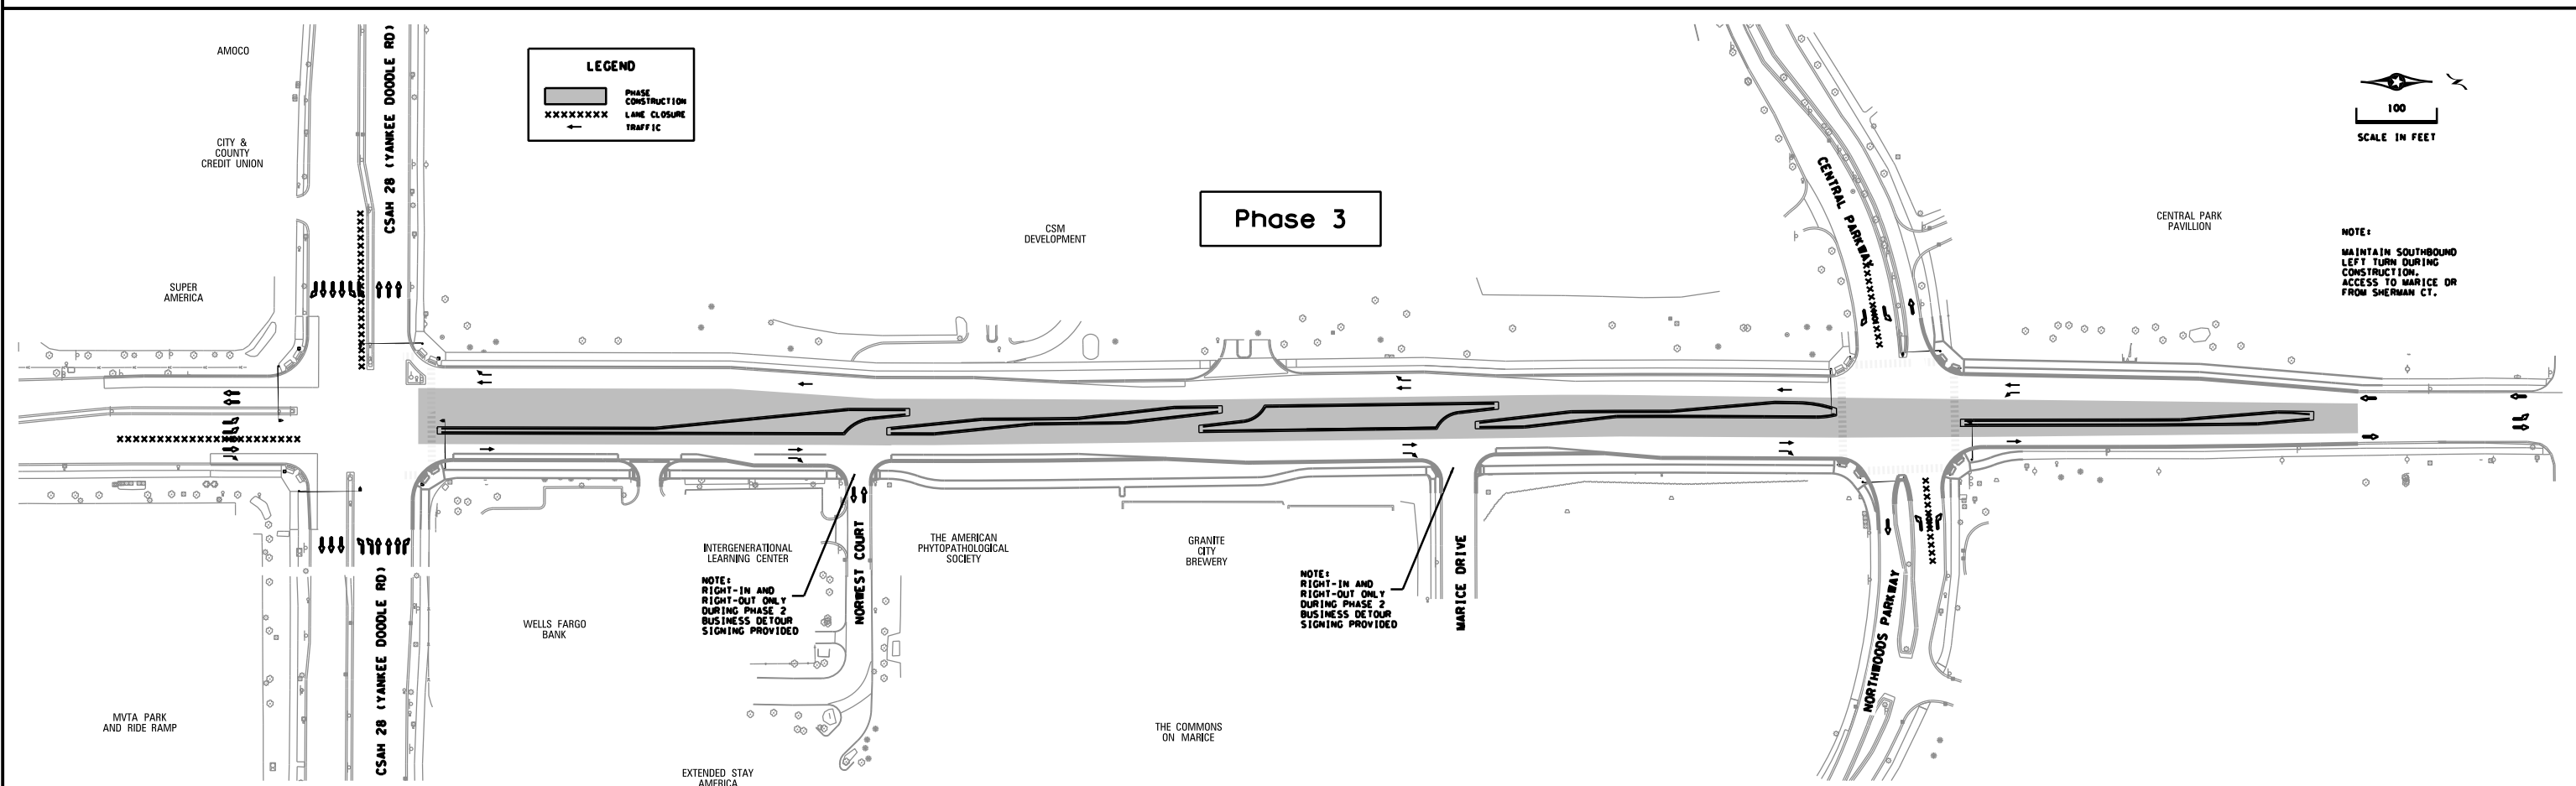 AMOCO
CITY &
COUNTY
CREDIT UNION
SUPER
AMERICA
CSAH 28 (YANKEE DOODLE RD)
LEGEND
PHASE
CONSTRUCTION
XXXXXXXX LANE CLOSURE
TRAFFIC
Phase 3
CSM
DEVELOPMENT
CENTRAL PARKWAY
CENTRAL PARK
PAVILLION
100
SCALE IN FEET
NOTE:
MAINTAIN SOUTHBOUND
LEFT TURN DURING
CONSTRUCTION.
ACCESS TO MARICE DR
FROM SHERMAN CT.
MVTA PARK
AND RIDE RAMP
CSAH 28 (YANKEE DOODLE RD)
WELLS FARGO
BANK
INTERGENERATIONAL
LEARNING CENTER
NOTE:
RIGHT-IN AND
RIGHT-OUT ONLY
DURING PHASE 2
BUSINESS DETOUR
SIGNING PROVIDED
EXTENDED STAY
AMERICA
NORWEST COURT
THE AMERICAN
PHYTOPATHOLOGICAL
SOCIETY
GRANITE
CITY
BREWERY
THE COMMONS
ON MARICE
NOTE:
RIGHT-IN AND
RIGHT-OUT ONLY
DURING PHASE 2
BUSINESS DETOUR
SIGNING PROVIDED
MARICE DRIVE
NORTHWOODS PARKWAY